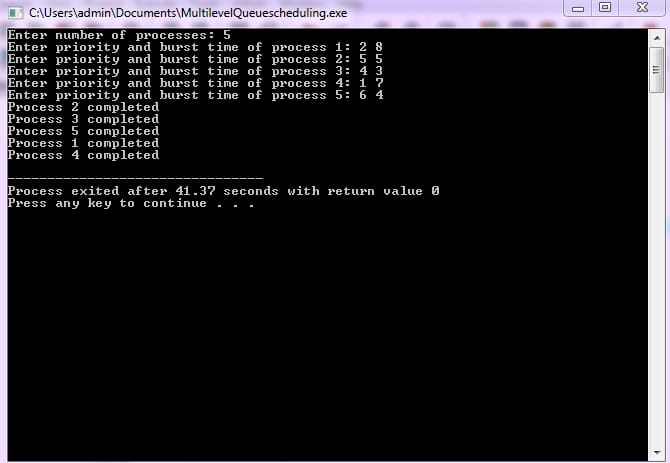 C:\Users\admin\Documents\MultilevelQueuescheduling.exe
Enter number of processes: 5
Enter priority and burst time of process 1: 2 8
Enter priority and burst time of process 2: 5 5
Enter priority and burst time of process 3: 4 3
Enter priority and burst time of process 4: 1 7
Enter priority and burst time of process 5: 6 4
Process 2 completed
Process 3 completed
Process 5 completed
Process 1 completed
Process 4 completed
--------------------------------
Process exited after 41.37 seconds with return value 0
Press any key to continue . . .